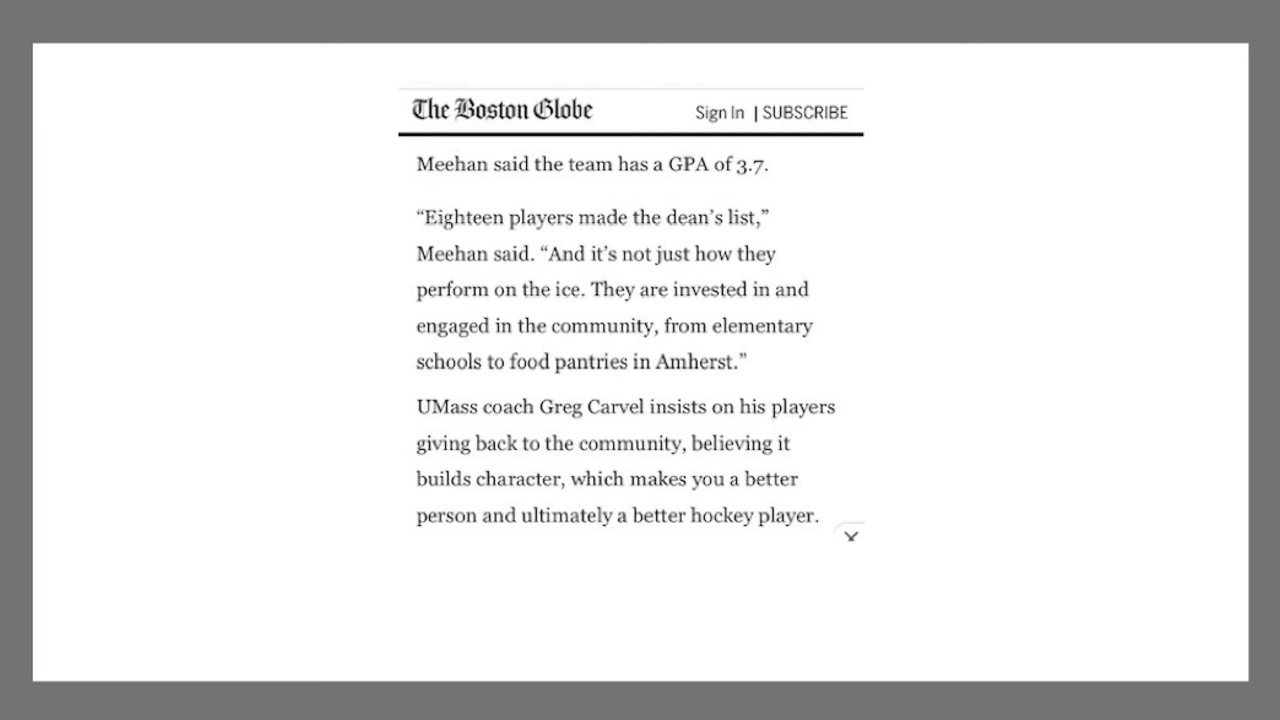 The Boston Globe
Sign In | SUBSCRIBE
Meehan said the team has a GPA of 3.7.
“Eighteen players made the dean’s list,”
Meehan said. “And it’s not just how they
perform on the ice. They are invested in and
engaged in the community, from elementary
schools to food pantries in Amherst.”
UMass coach Greg Carvel insists on his players
giving back to the community, believing it
builds character, which makes you a better
person and ultimately a better hockey player.